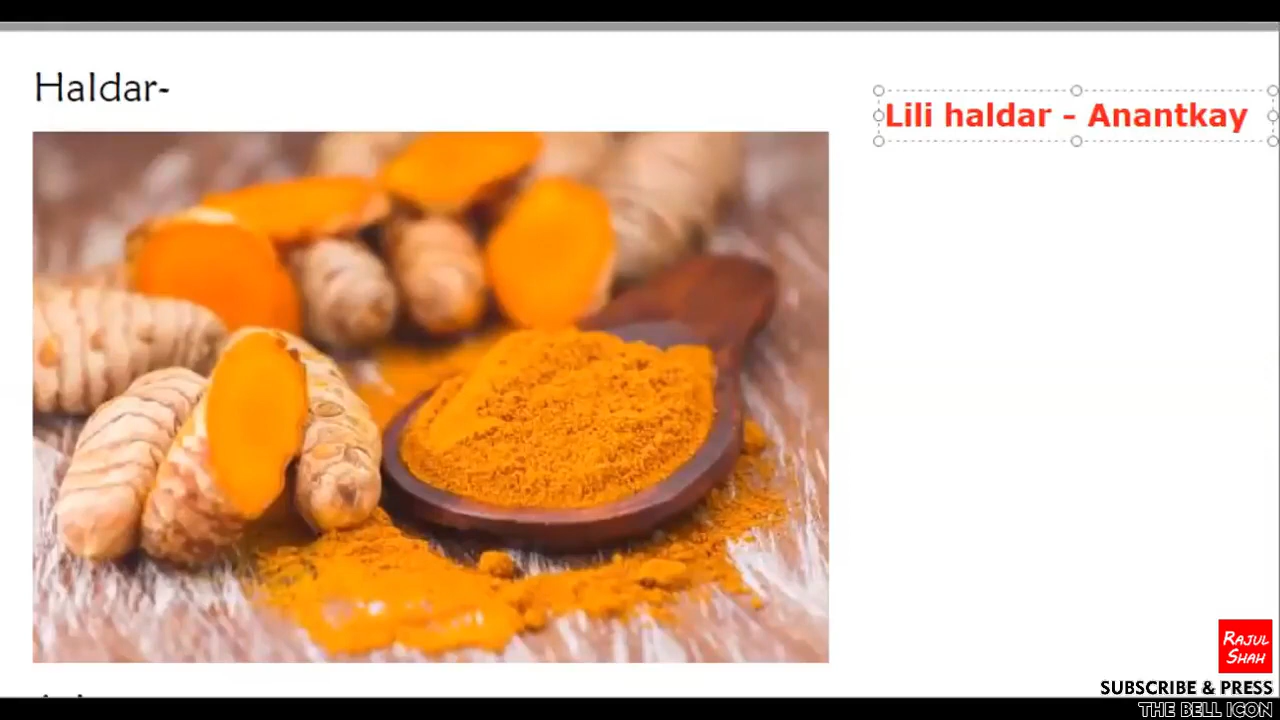 Haldar-
Lili haldar - Anantkay
RAJUL
SHAH
SUBSCRIBE & PRESS
THE BELL ICON